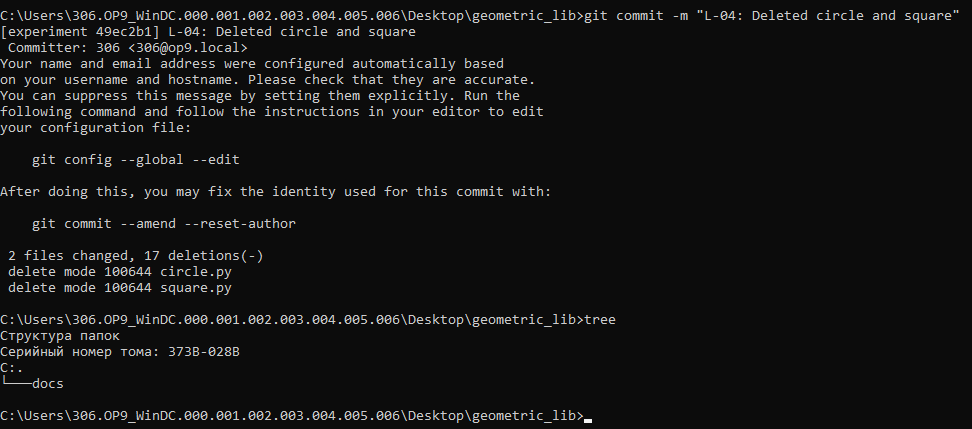 C:\Users\306.OP9_WinDC.000.001.002.003.004.005.006\Desktop\geometric_lib>git commit -m "L-04: Deleted circle and square"
[experiment 49ec2b1] L-04: Deleted circle and square
 Committer: 306 <306@op9.local>
Your name and email address were configured automatically based
on your username and hostname. Please check that they are accurate.
You can suppress this message by setting them explicitly. Run the
following command and follow the instructions in your editor to edit
your configuration file:

    git config --global --edit

After doing this, you may fix the identity used for this commit with:

    git commit --amend --reset-author

 2 files changed, 17 deletions(-)
 delete mode 100644 circle.py
 delete mode 100644 square.py

C:\Users\306.OP9_WinDC.000.001.002.003.004.005.006\Desktop\geometric_lib>tree
Структура папок
Серийный номер тома: 373B-028B
C:.
└───docs

C:\Users\306.OP9_WinDC.000.001.002.003.004.005.006\Desktop\geometric_lib>